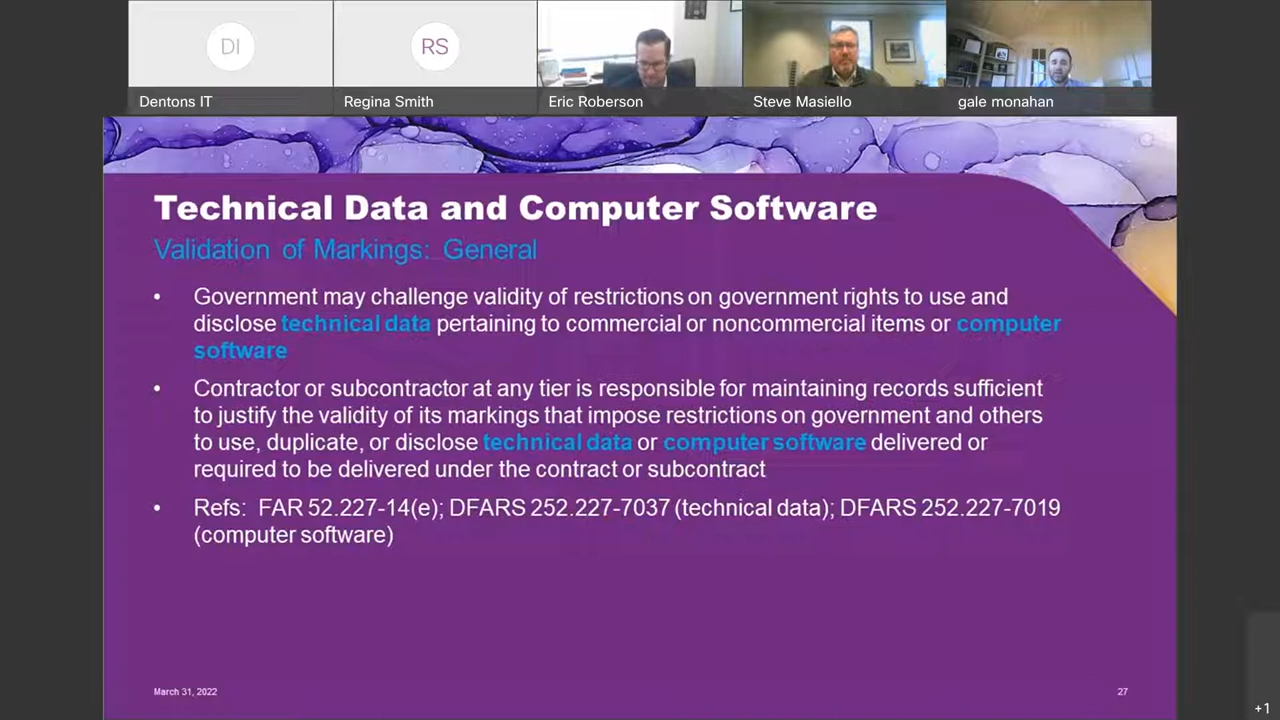 DI
RS
Dentons IT
Regina Smith
Eric Roberson
Steve Masiello
gale monahan
Technical Data and Computer Software
Validation of Markings: General
• Government may challenge validity of restrictions on government rights to use and
disclose technical data pertaining to commercial or noncommercial items or computer
software
• Contractor or subcontractor at any tier is responsible for maintaining records sufficient
to justify the validity of its markings that impose restrictions on government and others
to use, duplicate, or disclose technical data or computer software delivered or
required to be delivered under the contract or subcontract
• Refs: FAR 52.227-14(e); DFARS 252.227-7037 (technical data); DFARS 252.227-7019
(computer software)
March 31, 2022
27
+1